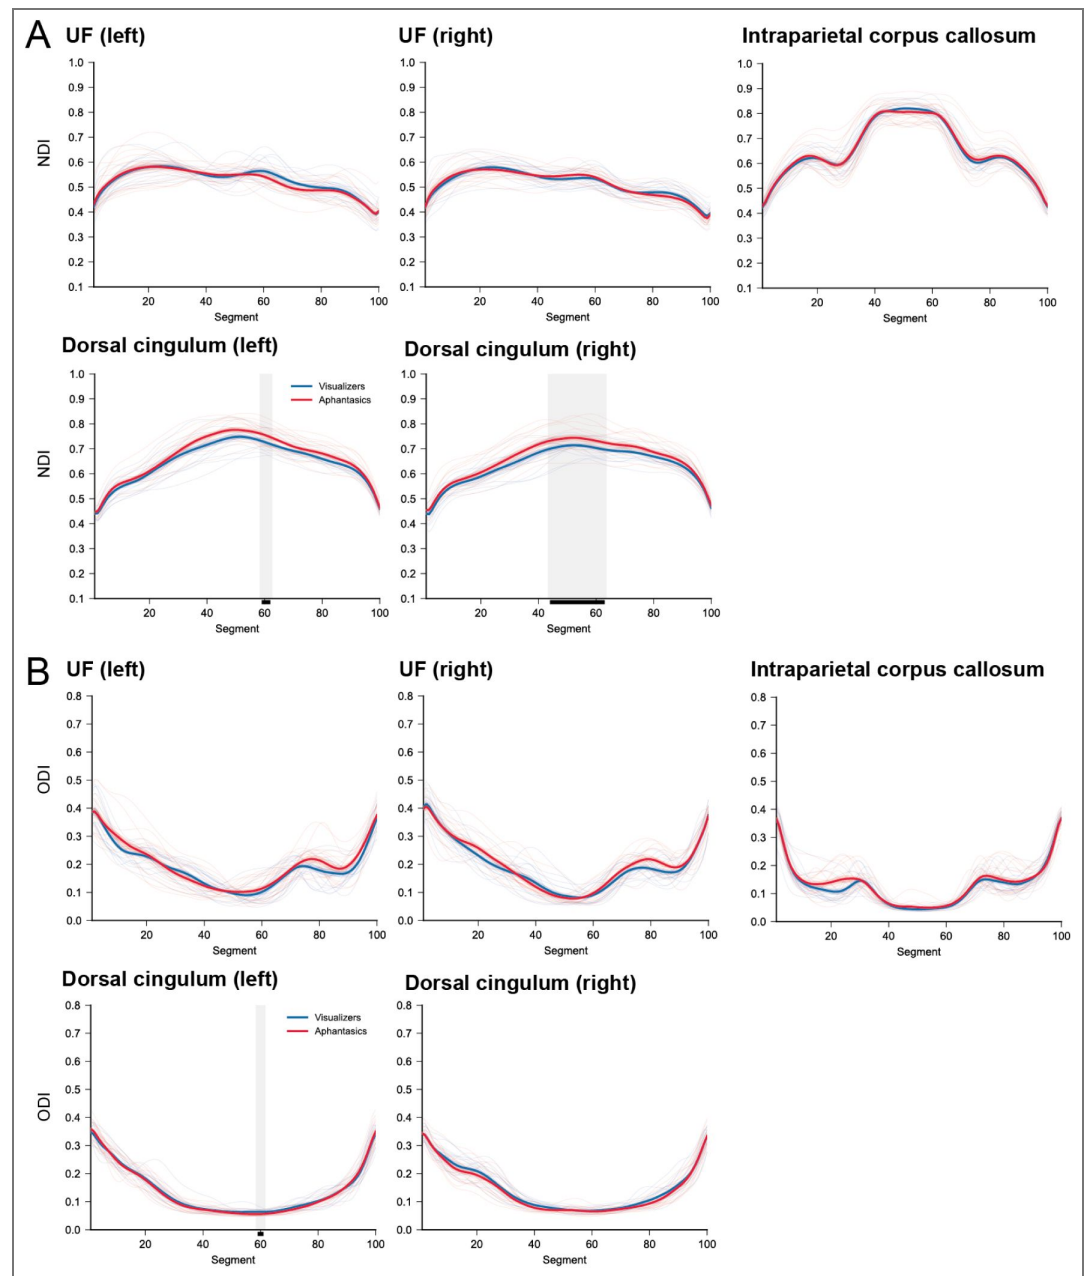 A UF (left) UF (right) Intraparietal corpus callosum
NDI
1.0 0.9 0.8 0.7 0.6 0.5 0.4 0.3 0.2 0.1
20 40 60 80 100
Segment
1.0 0.9 0.8 0.7 0.6 0.5 0.4 0.3 0.2 0.1
20 40 60 80 100
Segment
1.0 0.9 0.8 0.7 0.6 0.5 0.4 0.3 0.2 0.1
20 40 60 80 100
Segment
Dorsal cingulum (left) Dorsal cingulum (right)
NDI
1.0 0.9 0.8 0.7 0.6 0.5 0.4 0.3 0.2 0.1
Visualizers
Aphantasics
20 40 60 80 100
Segment
1.0 0.9 0.8 0.7 0.6 0.5 0.4 0.3 0.2 0.1
20 40 60 80 100
Segment
B UF (left) UF (right) Intraparietal corpus callosum
ODI
0.8 0.7 0.6 0.5 0.4 0.3 0.2 0.1 0.0
20 40 60 80 100
Segment
0.8 0.7 0.6 0.5 0.4 0.3 0.2 0.1 0.0
20 40 60 80 100
Segment
0.8 0.7 0.6 0.5 0.4 0.3 0.2 0.1 0.0
20 40 60 80 100
Segment
Dorsal cingulum (left) Dorsal cingulum (right)
ODI
0.8 0.7 0.6 0.5 0.4 0.3 0.2 0.1 0.0
Visualizers
Aphantasics
20 40 60 80 100
Segment
0.8 0.7 0.6 0.5 0.4 0.3 0.2 0.1 0.0
20 40 60 80 100
Segment